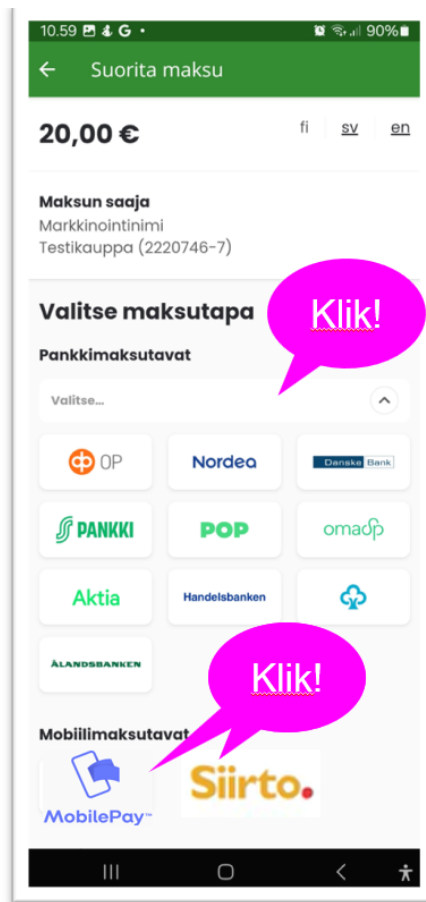 10.59 G • 90%
Suorita maksu
20,00 € fi sv en
Maksun saaja
Markkinointinimi
Testikauppa (2220746-7)
Valitse maksutapa
Klik!
Pankkimaksutavat
Valitse...
OP Nordea Danske Bank
PANKKI POP omasp
Aktia Handelsbanken
ÅLANDSBANKEN
Klik!
Mobiilimaksutavat
MobilePay™ Siirto.